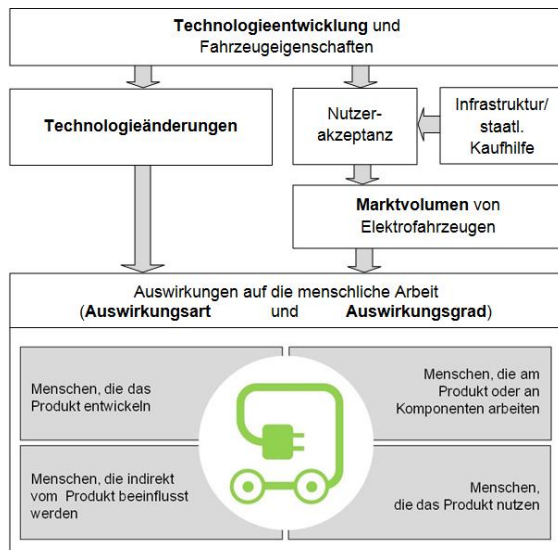 Technologieentwicklung und
Fahrzeugeigenschaften
Technologieänderungen
Nutzer-
akzeptanz
Infrastruktur/
staatl.
Kaufhilfe
Marktvolumen von
Elektrofahrzeugen
Auswirkungen auf die menschliche Arbeit
(Auswirkungsart und Auswirkungsgrad)
Menschen, die das
Produkt entwickeln
Menschen, die am
Produkt oder an
Komponenten arbeiten
Menschen, die indirekt
vom Produkt beeinflusst
werden
Menschen,
die das Produkt nutzen